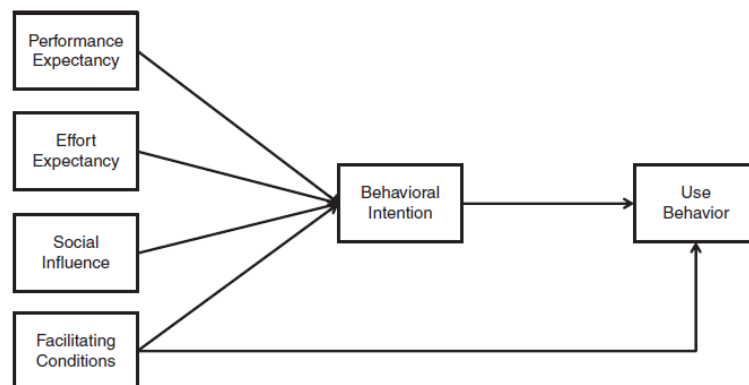 Performance
Expectancy
Effort
Expectancy
Social
Influence
Facilitating
Conditions
Behavioral
Intention
Use
Behavior